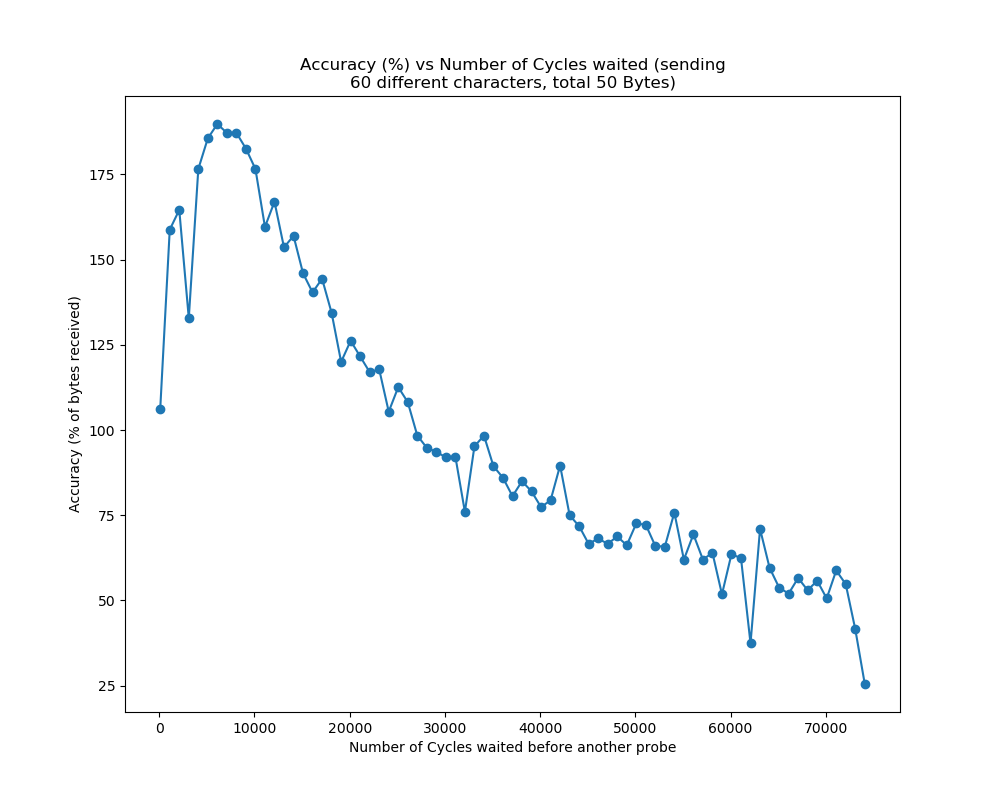 Accuracy (%) vs Number of Cycles waited (sending
60 different characters, total 50 Bytes)
Accuracy (% of bytes received)
175
150
125
100
75
50
25
0 10000 20000 30000 40000 50000 60000 70000
Number of Cycles waited before another probe